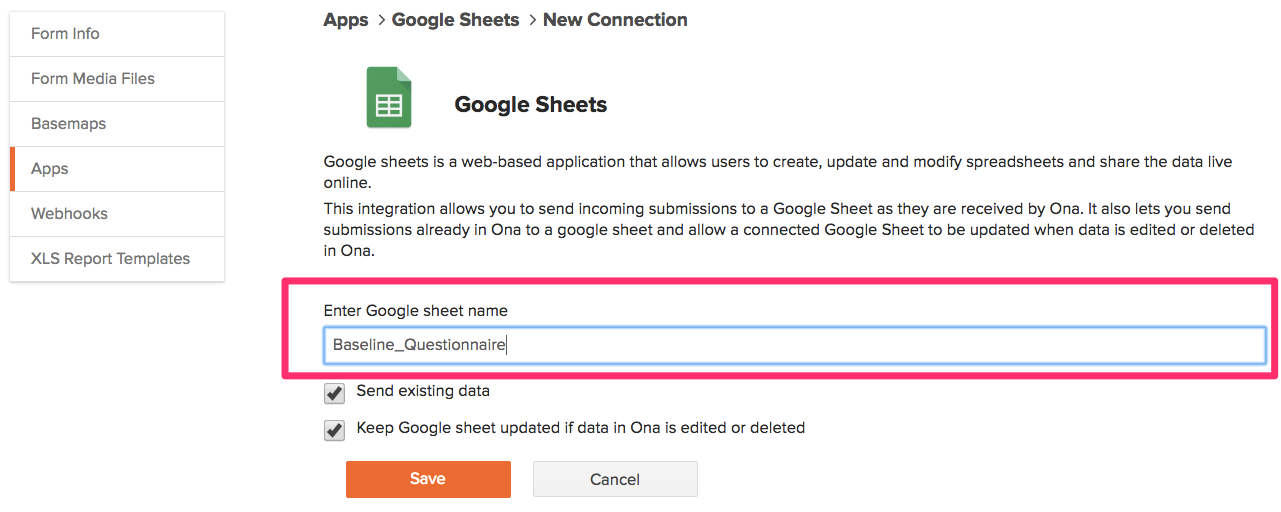 Form Info
Form Media Files
Basemaps
Apps
Webhooks
XLS Report Templates
Apps > Google Sheets > New Connection
Google Sheets
Google sheets is a web-based application that allows users to create, update and modify spreadsheets and share the data live
online.
This integration allows you to send incoming submissions to a Google Sheet as they are received by Ona. It also lets you send
submissions already in Ona to a google sheet and allow a connected Google Sheet to be updated when data is edited or deleted
in Ona.
Enter Google sheet name
Baseline_Questionnaire
Send existing data
Keep Google sheet updated if data in Ona is edited or deleted
Save
Cancel